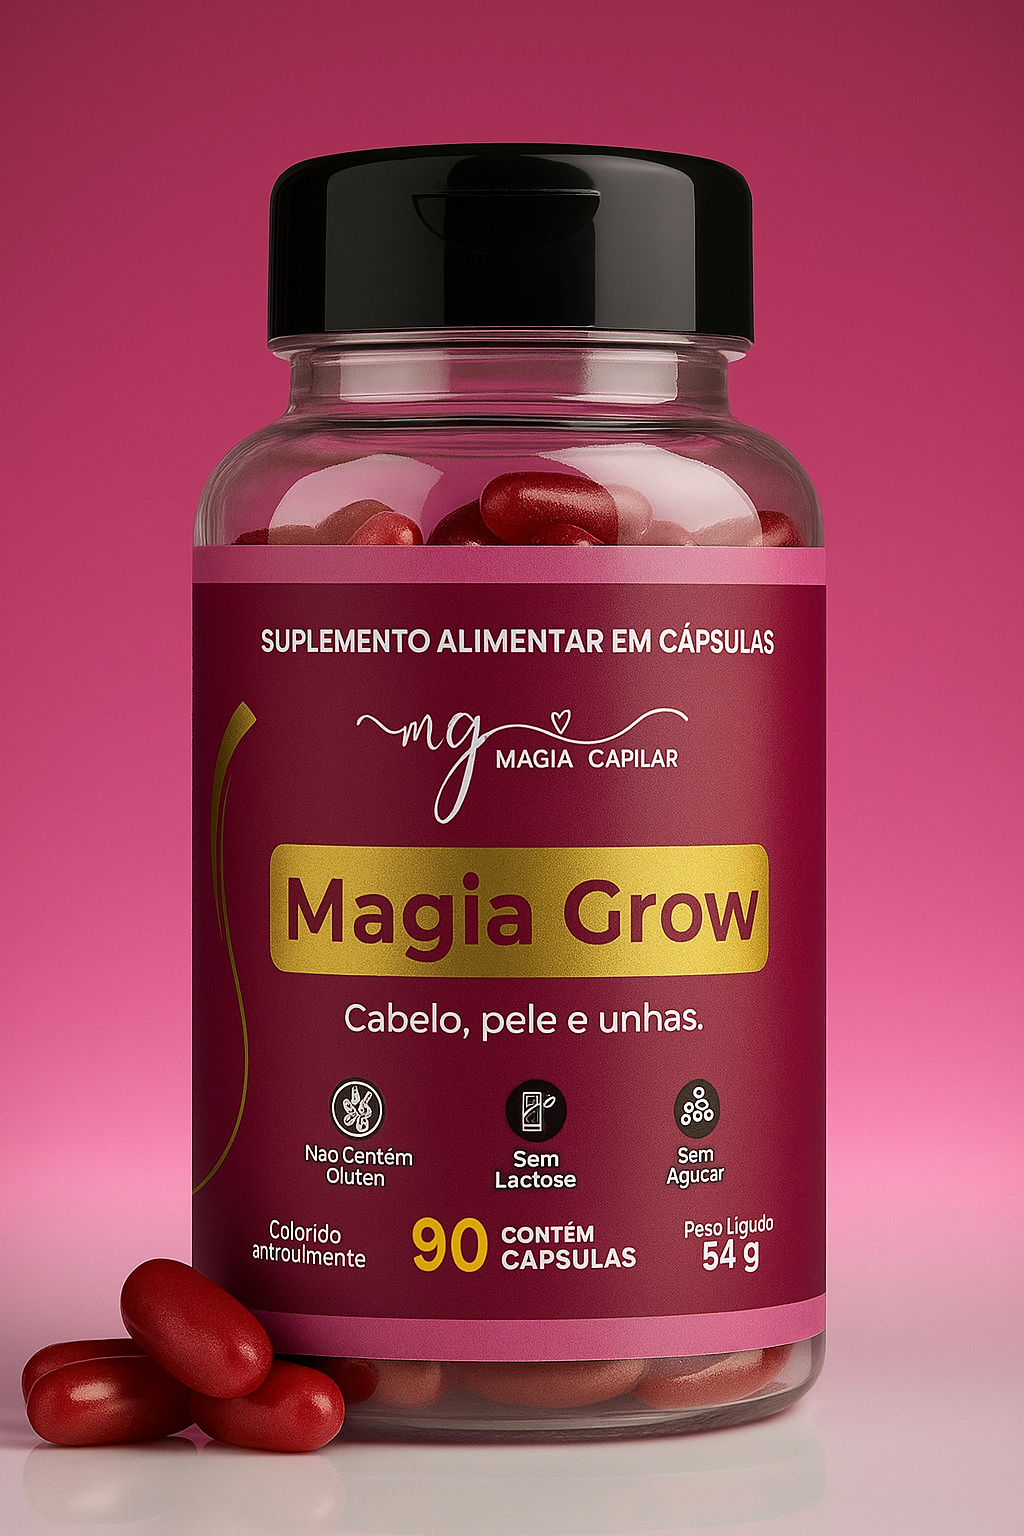 SUPLEMENTO ALIMENTAR EM CÁPSULAS
mg
MAGIA CAPILAR
Magia Grow
Cabelo, pele e unhas.
Nao Centém
Oluten
Sem
Lactose
Sem
Agucar
Colorido
antroulmente
90 CONTÉM
CAPSULAS
Peso Lígudo
54 g